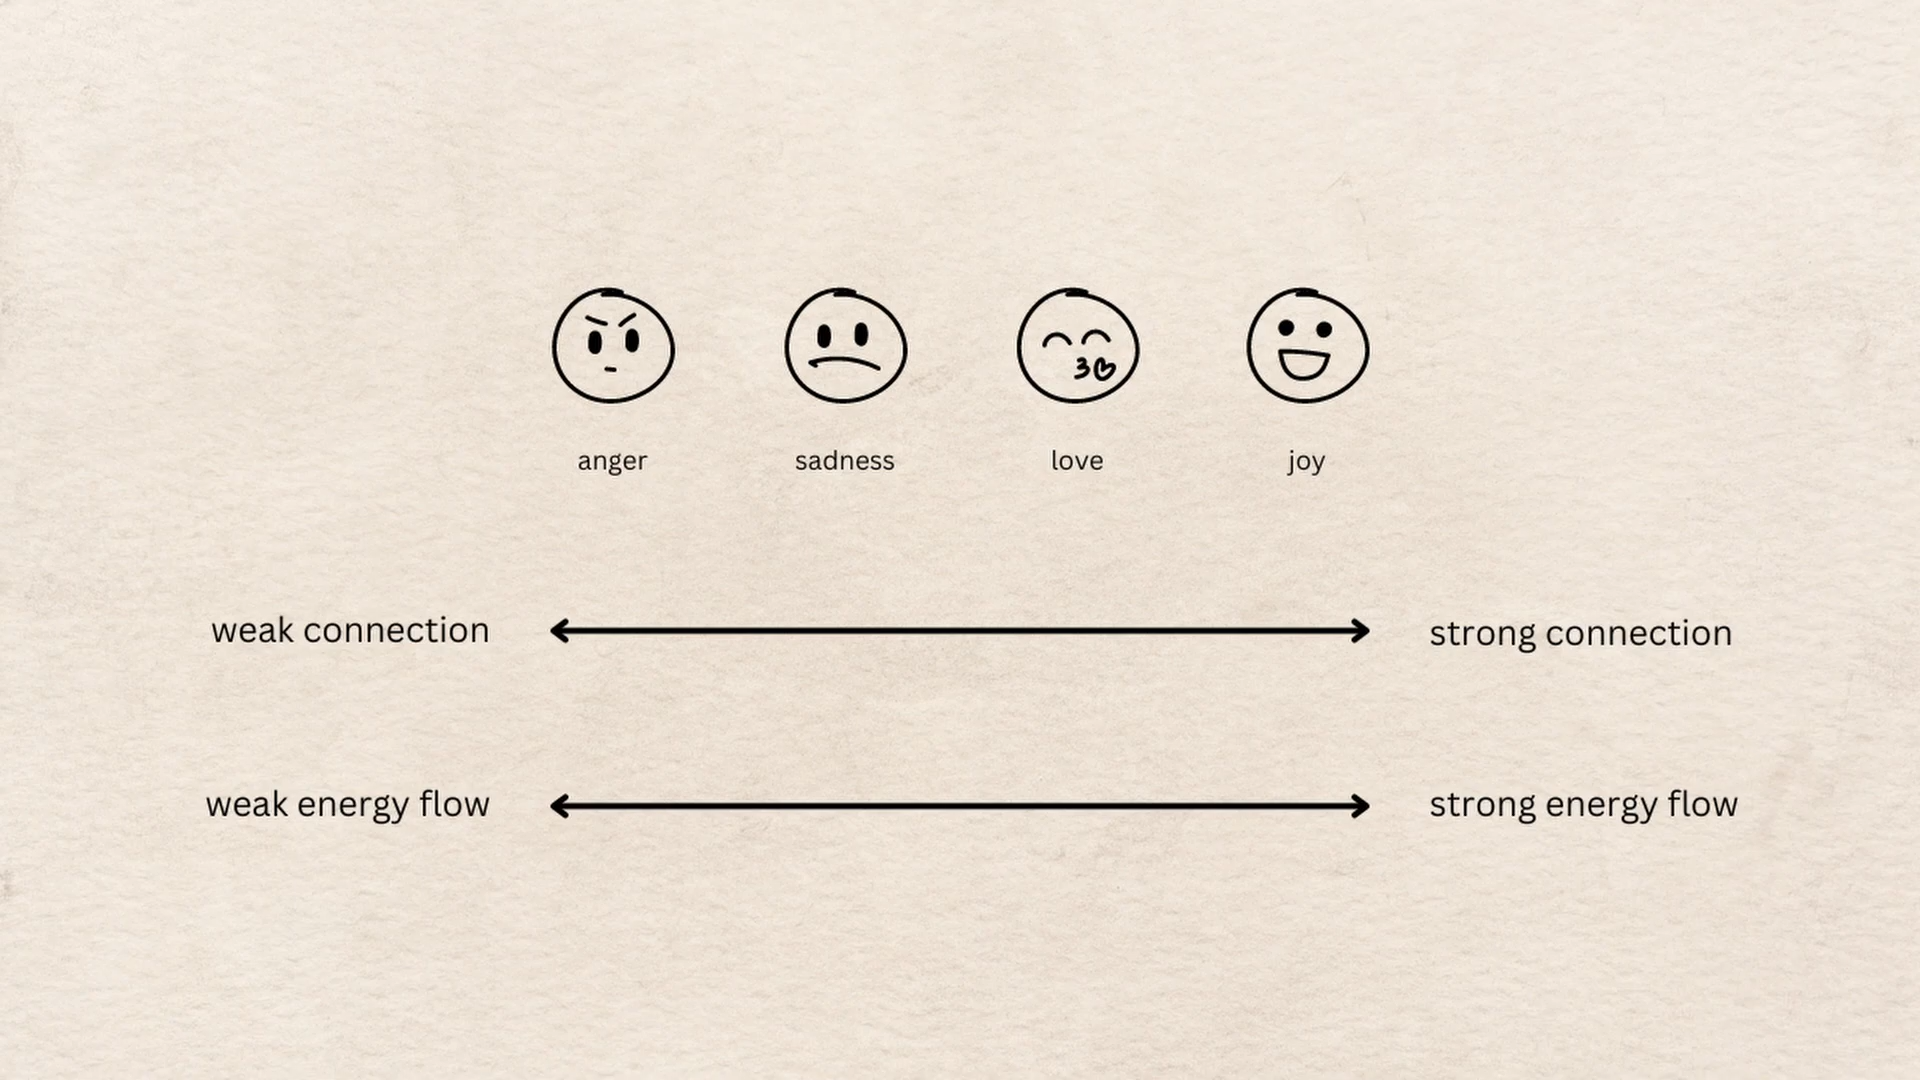 anger
sadness
love
joy
weak connection
strong connection
weak energy flow
strong energy flow